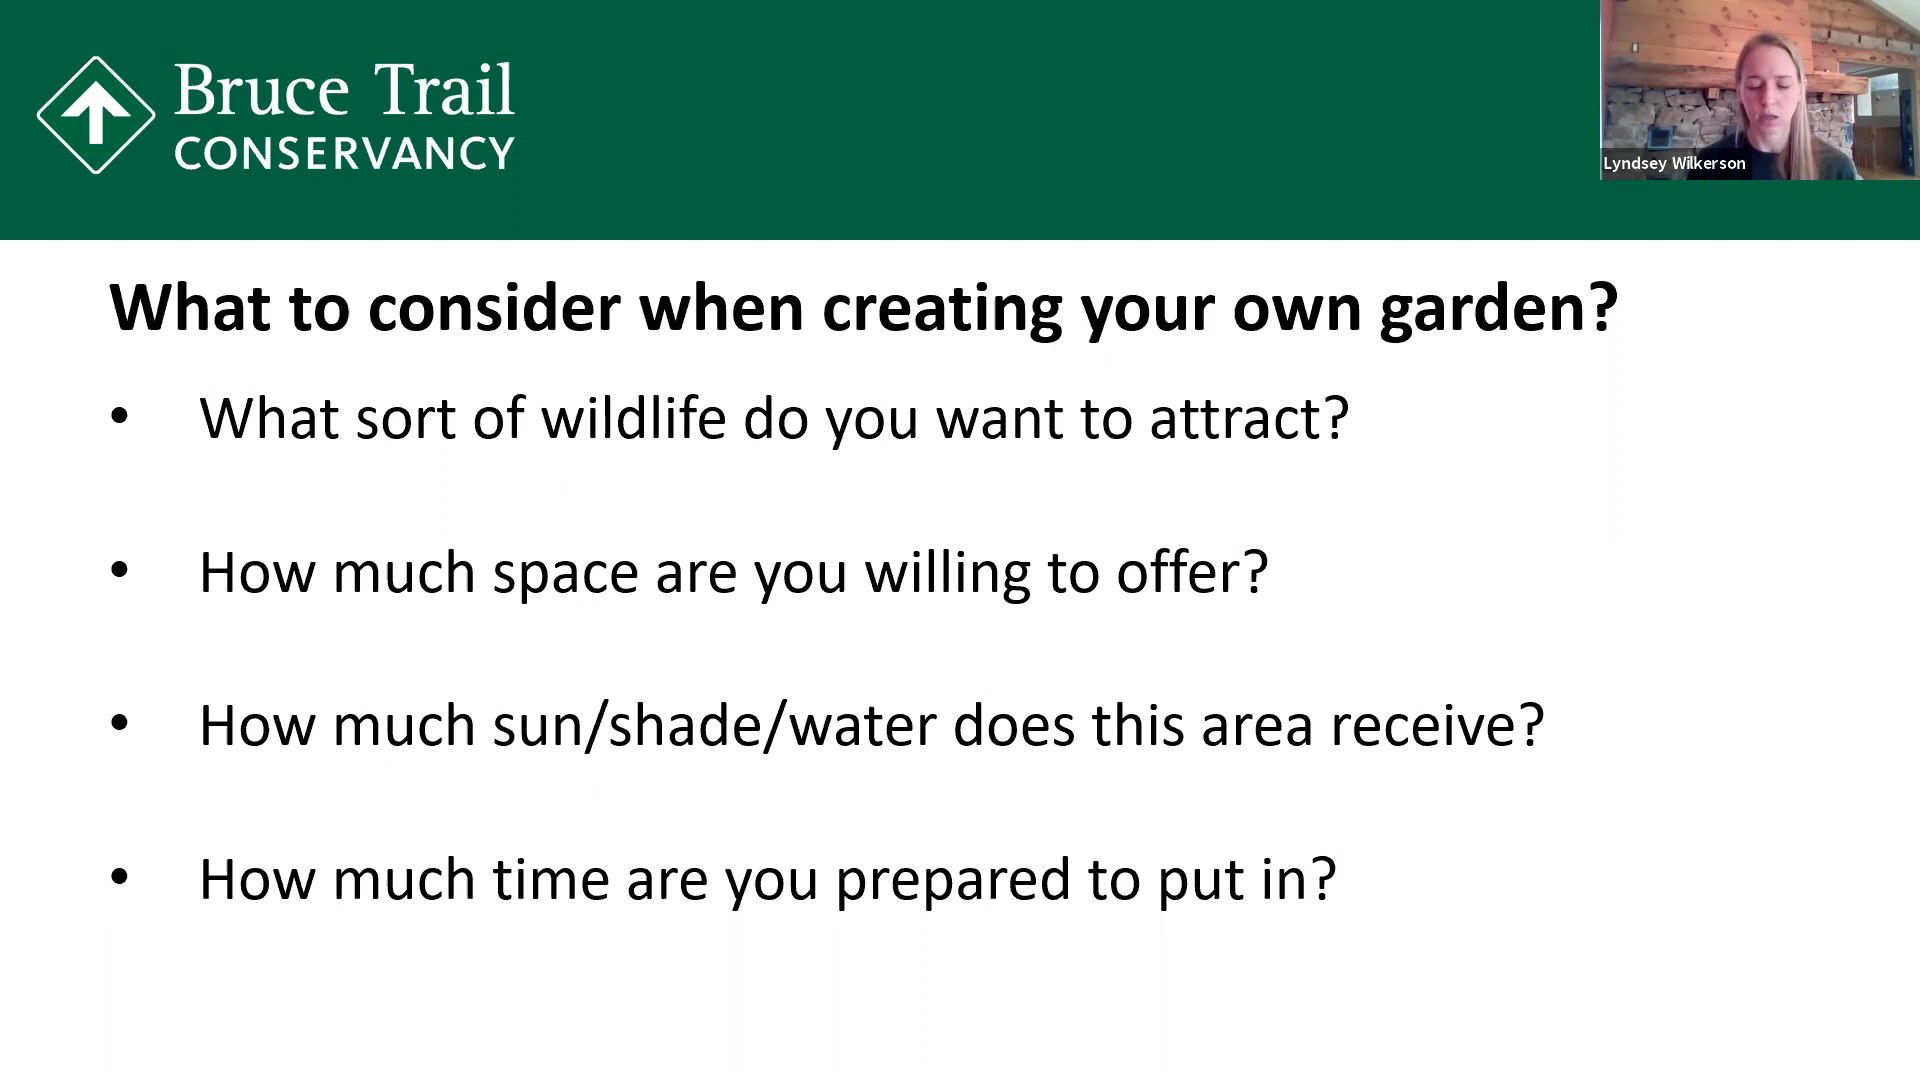 Bruce Trail
CONSERVANCY
Lyndsey Wilkerson
What to consider when creating your own garden?
• What sort of wildlife do you want to attract?
• How much space are you willing to offer?
• How much sun/shade/water does this area receive?
• How much time are you prepared to put in?